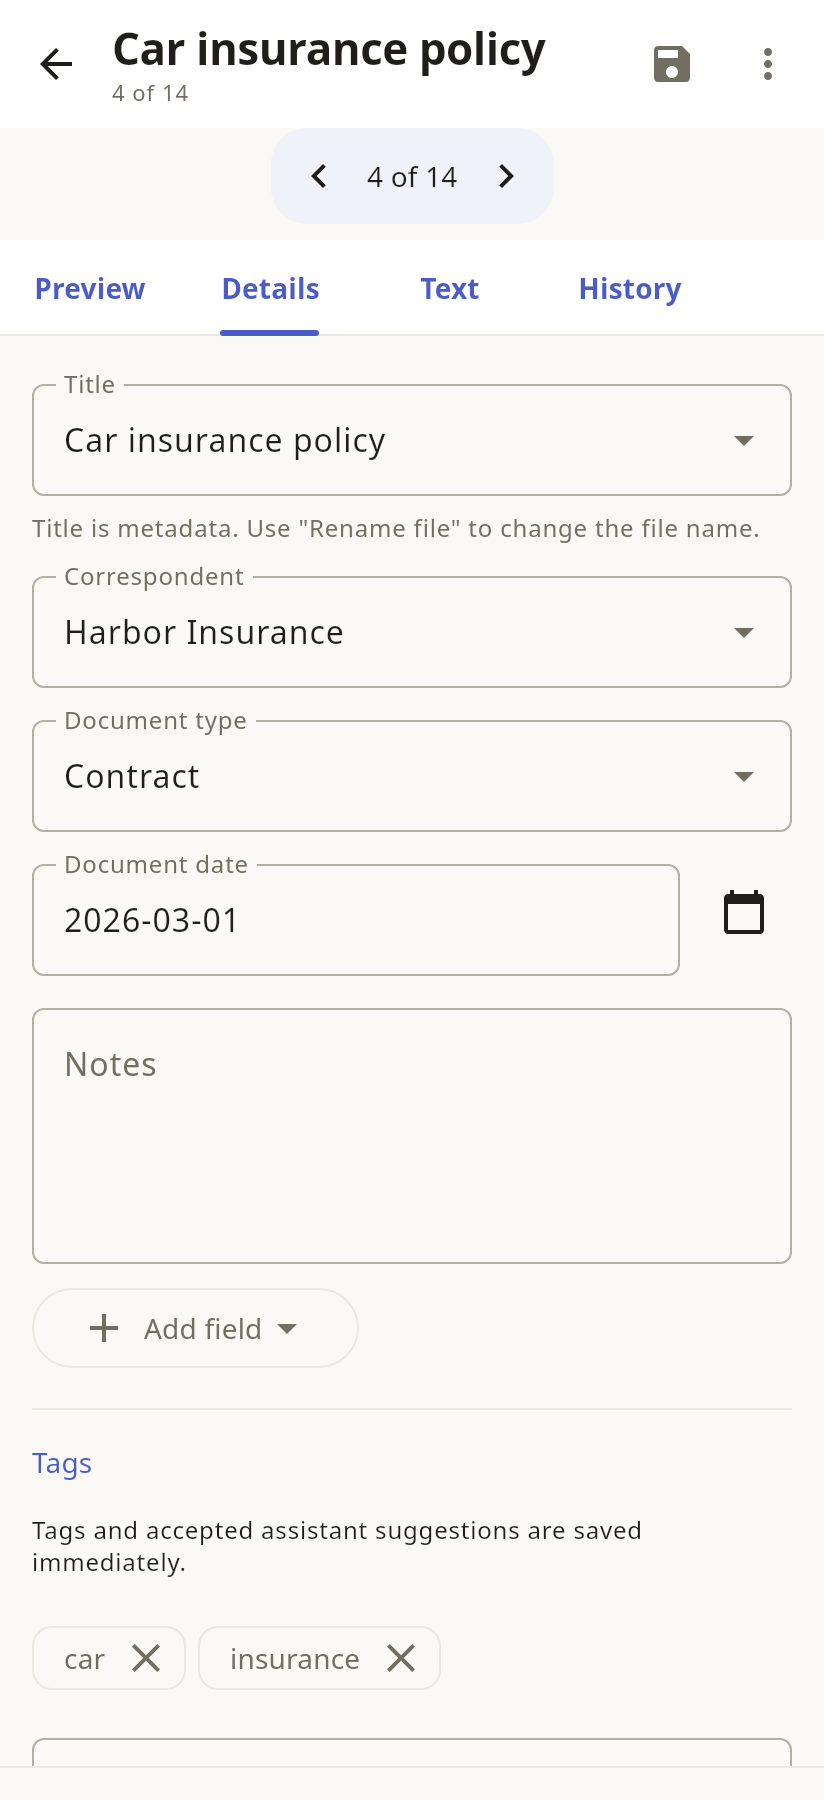 Car insurance policy
4 of 14
4 of 14
Preview Details Text History
Title
Car insurance policy
Title is metadata. Use "Rename file" to change the file name.
Correspondent
Harbor Insurance
Document type
Contract
Document date
2026-03-01
Notes
Add field
Tags
Tags and accepted assistant suggestions are saved
immediately.
car insurance